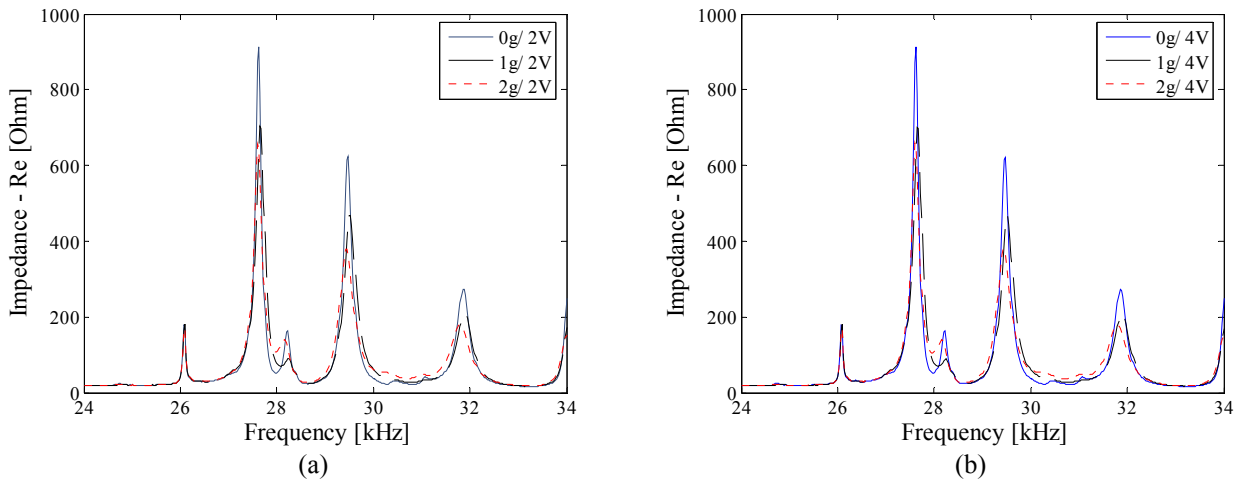 1000
800
600
400
200
0
Impedance - Re [Ohm]
24 26 28 30 32 34
Frequency [kHz]
0g/ 2V
1g/ 2V
2g/ 2V
(a)
1000
800
600
400
200
0
Impedance - Re [Ohm]
24 26 28 30 32 34
Frequency [kHz]
0g/ 4V
1g/ 4V
2g/ 4V
(b)